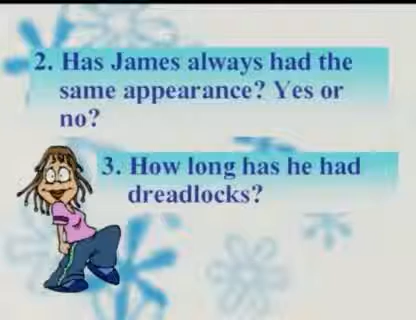 2. Has James always had the
same appearance? Yes or
no?
3. How long has he had
dreadlocks?